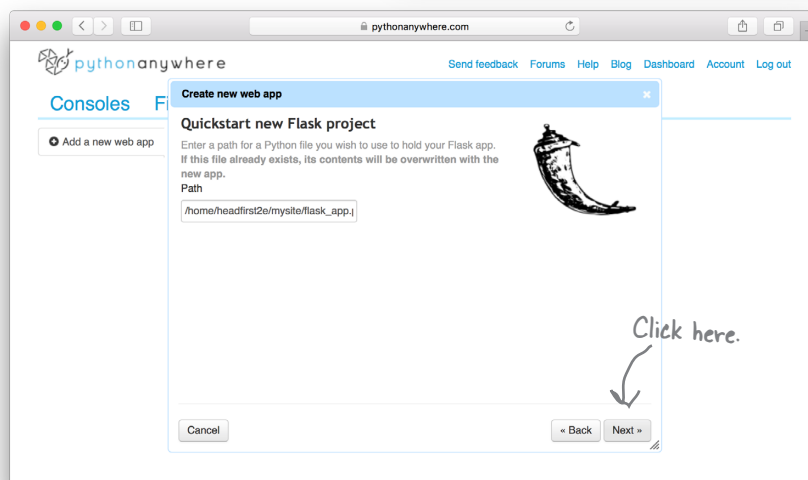 pythonanywhere.com
pythonanywhere
Send feedback Forums Help Blog Dashboard Account Log out
Consoles Fi
Add a new web app
Create new web app
Quickstart new Flask project
Enter a path for a Python file you wish to use to hold your Flask app.
If this file already exists, its contents will be overwritten with the
new app.
Path
/home/headfirst2e/mysite/flask_app.p
Click here.
Cancel
« Back Next »